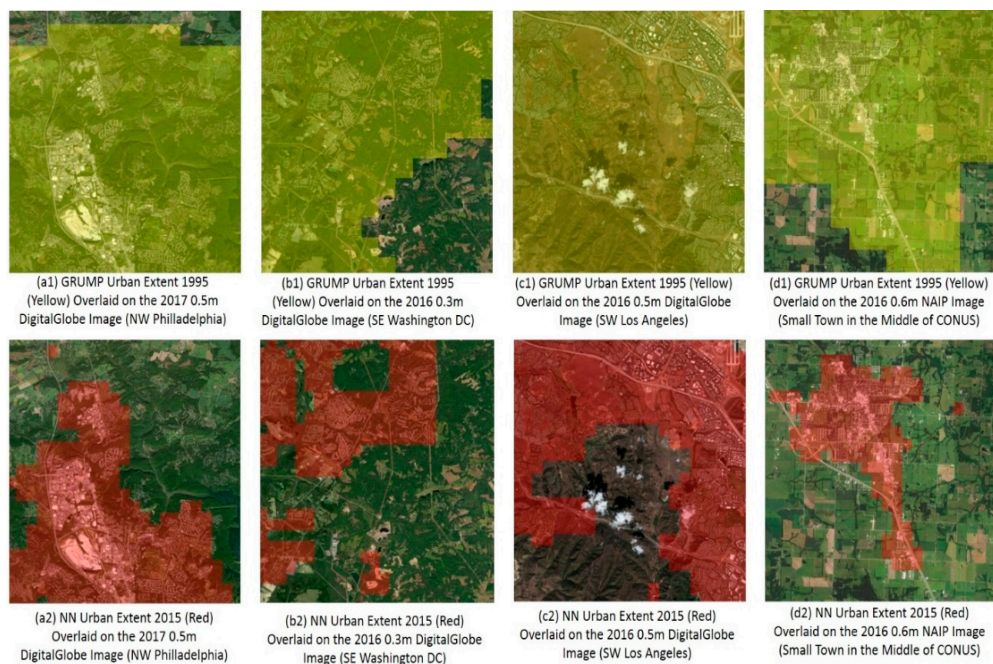 (a1) GRUMP Urban Extent 1995
(Yellow) Overlaid on the 2017 0.5m
DigitalGlobe Image (NW Philladelphia)
(b1) GRUMP Urban Extent 1995
(Yellow) Overlaid on the 2016 0.3m
DigitalGlobe Image (SE Washington DC)
(c1) GRUMP Urban Extent 1995 (Yellow)
Overlaid on the 2016 0.5m DigitalGlobe
Image (SW Los Angeles)
(d1) GRUMP Urban Extent 1995 (Yellow)
Overlaid on the 2016 0.6m NAIP Image
(Small Town in the Middle of CONUS)
(a2) NN Urban Extent 2015 (Red)
Overlaid on the 2017 0.5m
DigitalGlobe Image (NW Philladelphia)
(b2) NN Urban Extent 2015 (Red)
Overlaid on the 2016 0.3m DigitalGlobe
Image (SE Washington DC)
(c2) NN Urban Extent 2015 (Red)
Overlaid on the 2016 0.5m DigitalGlobe
Image (SW Los Angeles)
(d2) NN Urban Extent 2015 (Red)
Overlaid on the 2016 0.6m NAIP Image
(Small Town in the Middle of CONUS)